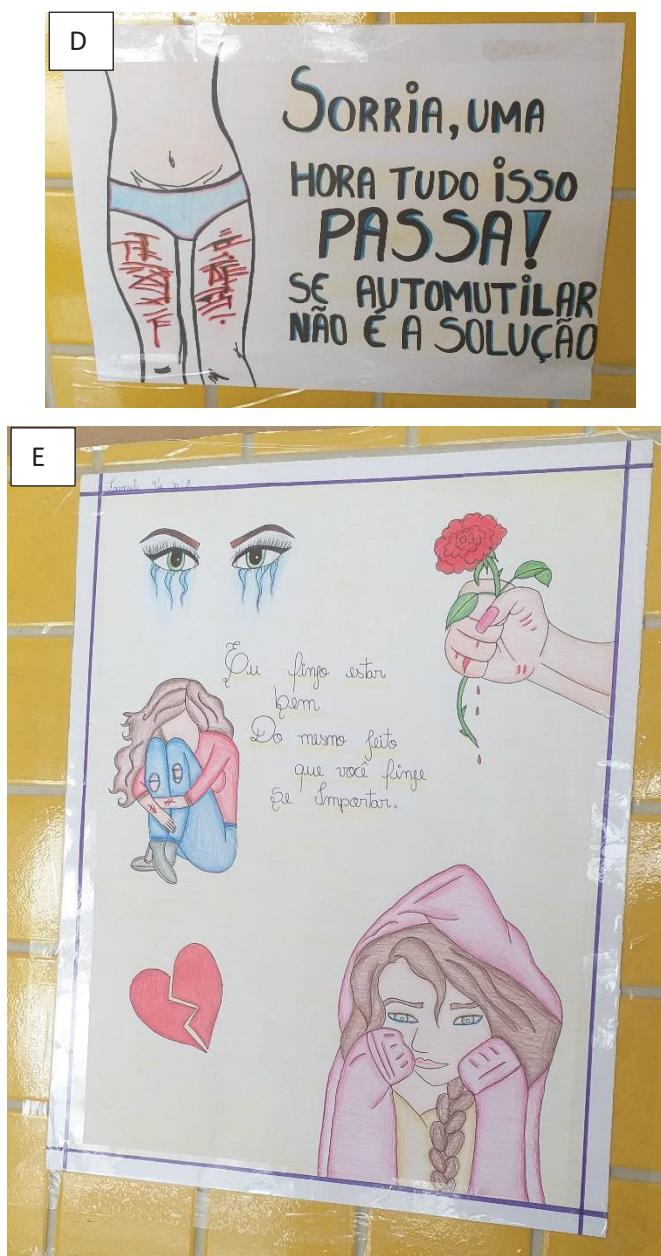 D
SORRIA, UMA
HORA TUDO ISSO
PASSA!
SE AUTOMUTILAR
NÃO É A SOLUÇÃO
E
Eu finjo estar
bem
Do mesmo jeito
que você finje
se Importar.